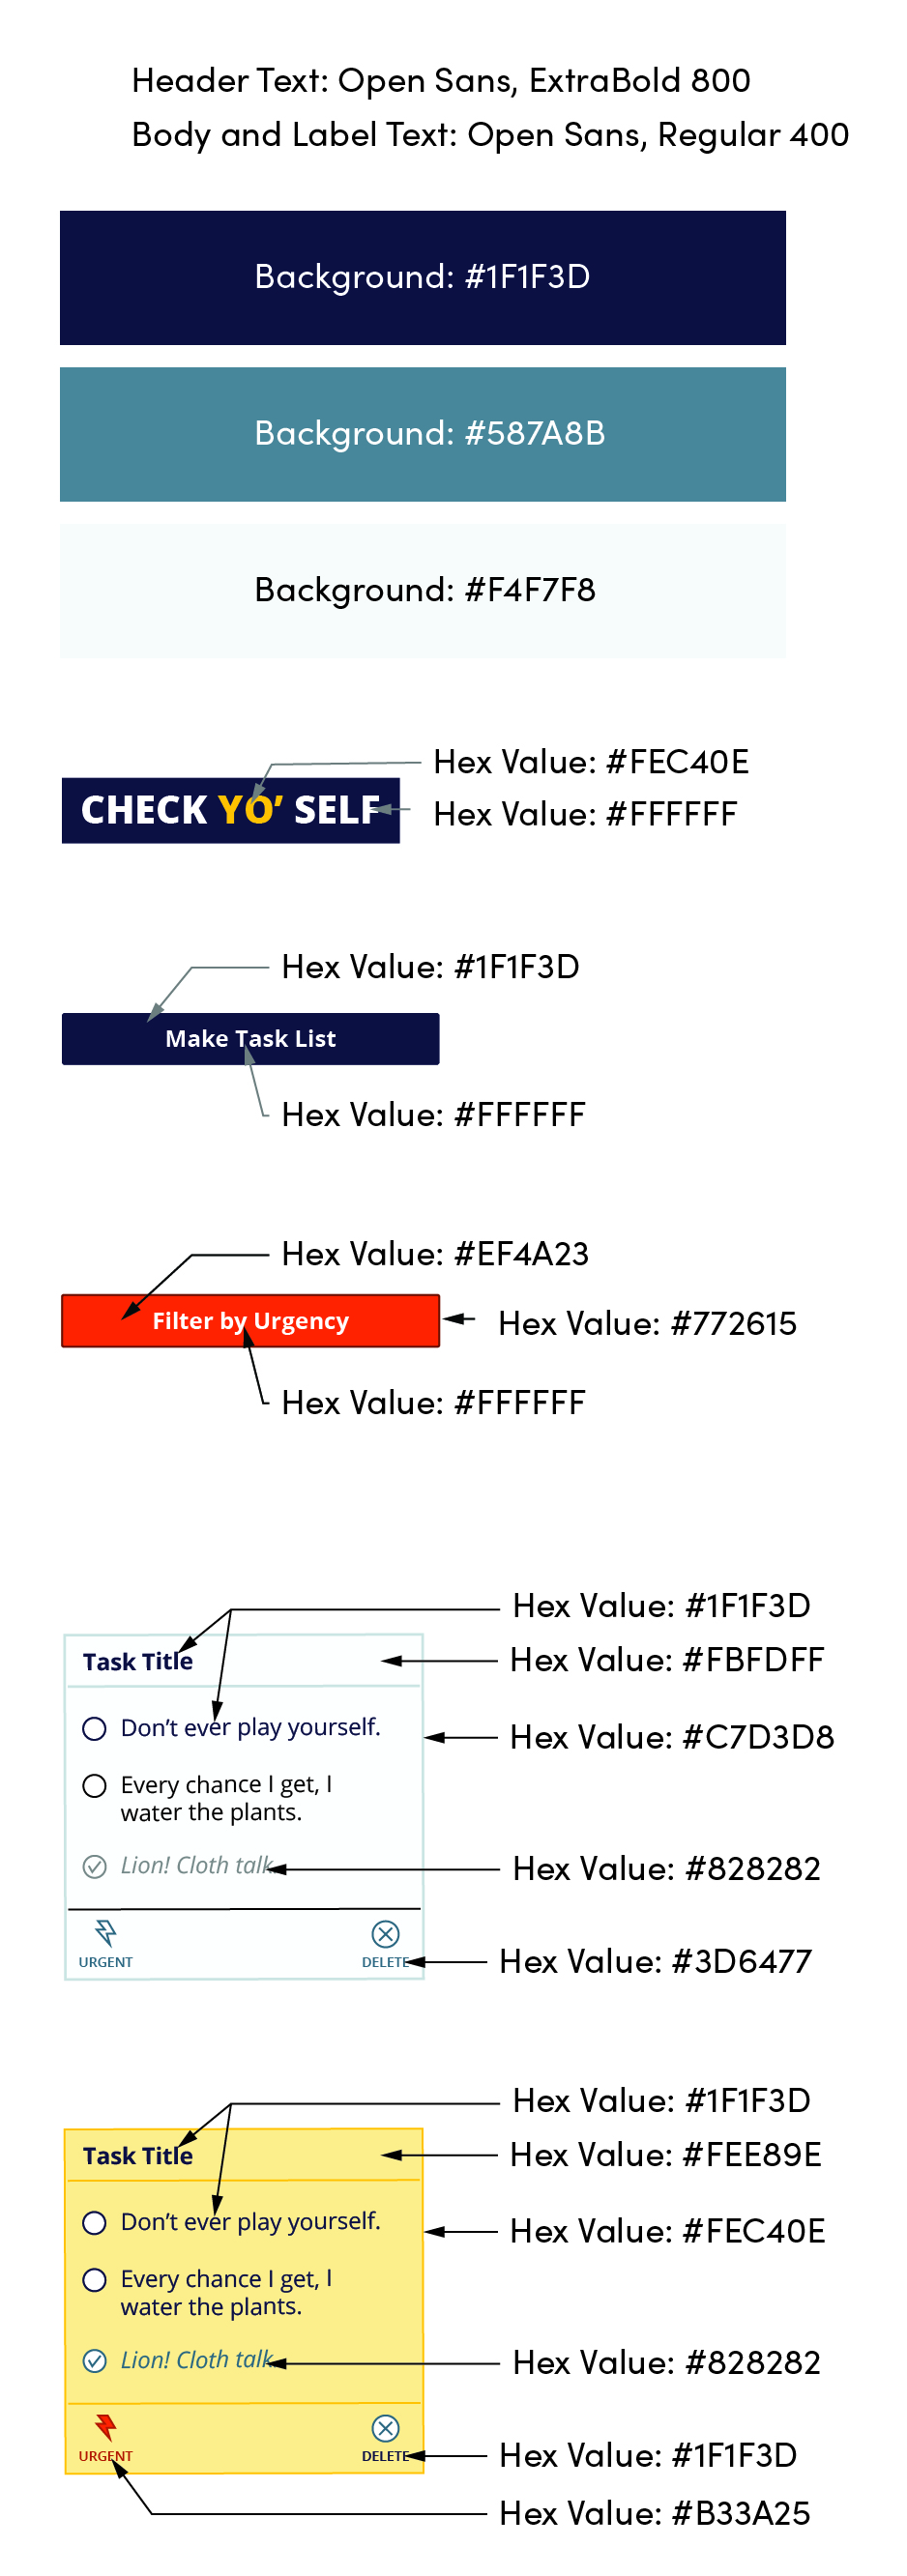 Header Text: Open Sans, ExtraBold 800
Body and Label Text: Open Sans, Regular 400
Background: #1F1F3D
Background: #587A8B
Background: #F4F7F8
Hex Value: #FEC40E
CHECK YO’ SELF
Hex Value: #FFFFFF
Hex Value: #1F1F3D
Make Task List
Hex Value: #FFFFFF
Hex Value: #EF4A23
Filter by Urgency
Hex Value: #772615
Hex Value: #FFFFFF
Hex Value: #1F1F3D
Task Title
Hex Value: #FBFDFF
Don’t ever play yourself.
Hex Value: #C7D3D8
Every chance I get, I
water the plants.
Lion! Cloth talk.
Hex Value: #828282
URGENT
DELETE
Hex Value: #3D6477
Hex Value: #1F1F3D
Task Title
Hex Value: #FEE89E
Don’t ever play yourself.
Hex Value: #FEC40E
Every chance I get, I
water the plants.
Lion! Cloth talk.
Hex Value: #828282
URGENT
DELETE
Hex Value: #1F1F3D
Hex Value: #B33A25